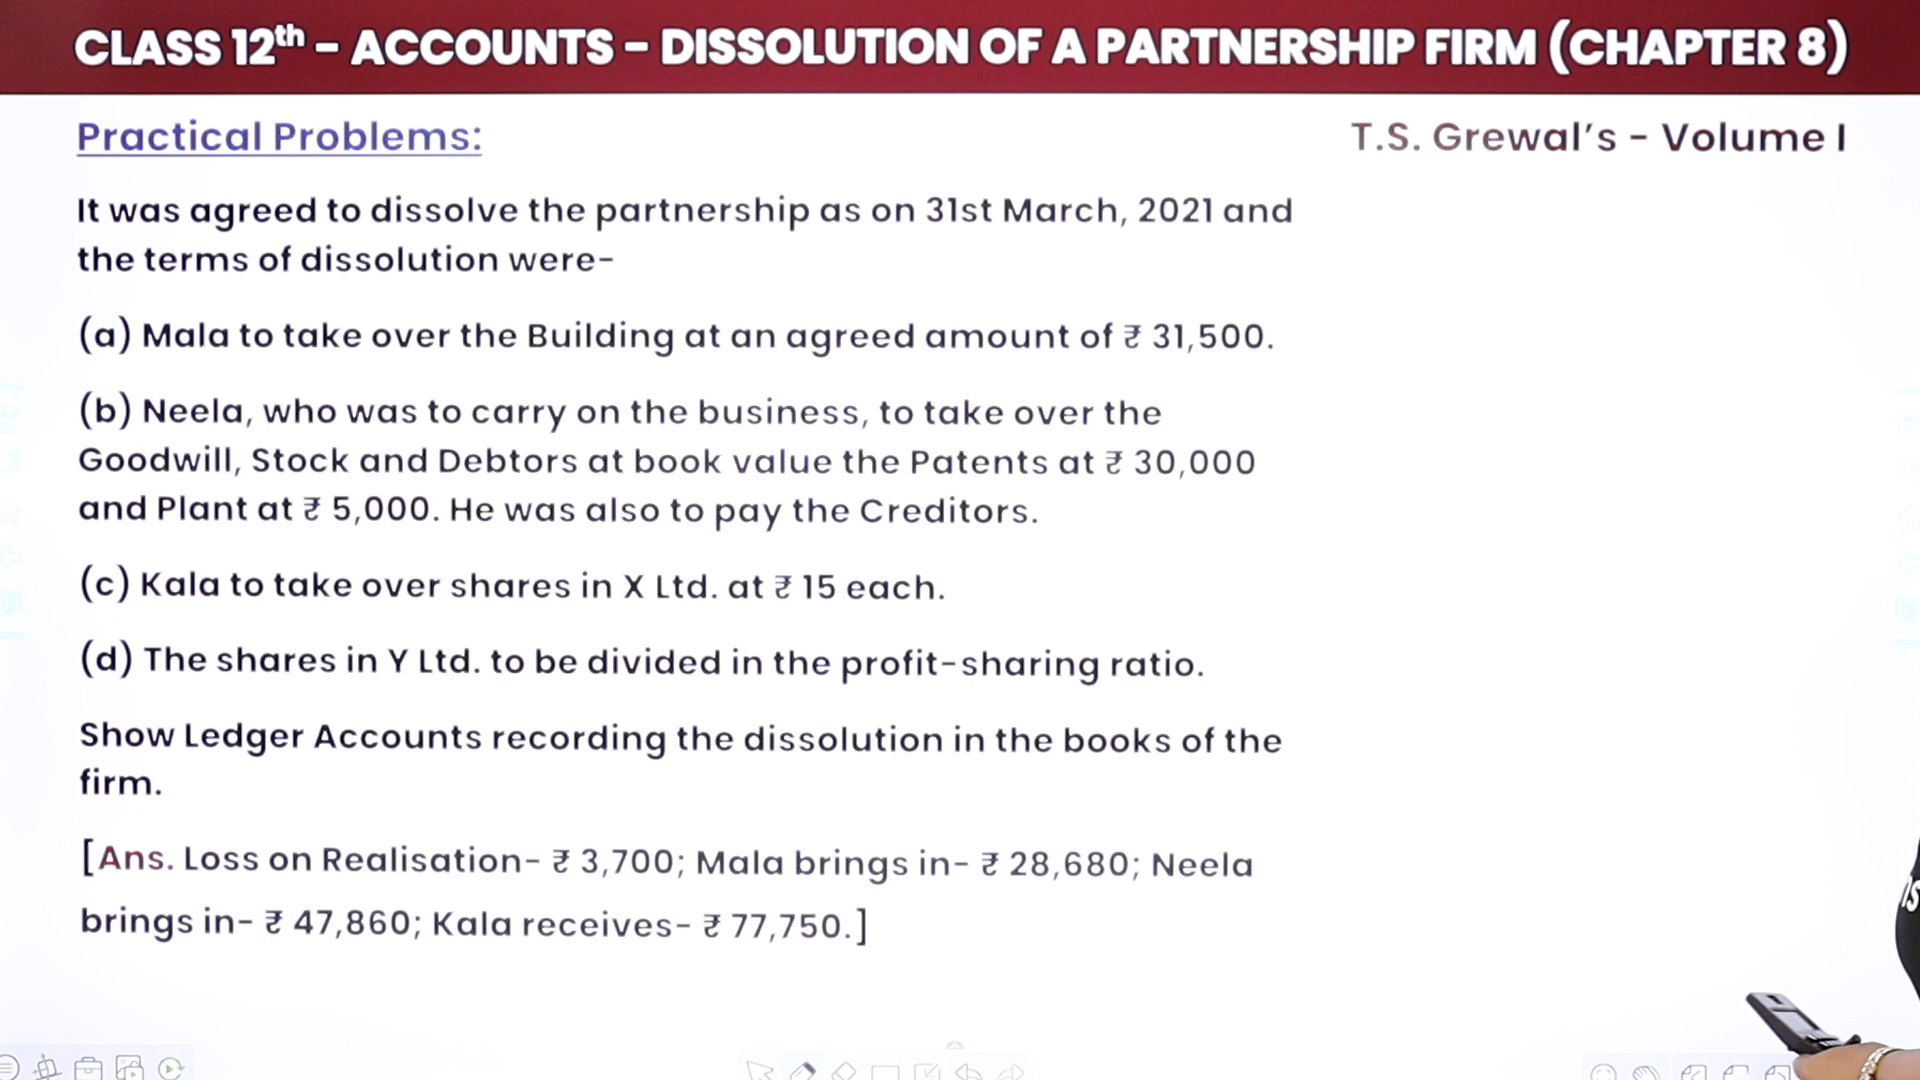 CLASS 12th – ACCOUNTS – DISSOLUTION OF A PARTNERSHIP FIRM (CHAPTER 8)
Practical Problems:
T.S. Grewal’s – Volume I
It was agreed to dissolve the partnership as on 31st March, 2021 and
the terms of dissolution were-
(a) Mala to take over the Building at an agreed amount of ₹ 31,500.
(b) Neela, who was to carry on the business, to take over the
Goodwill, Stock and Debtors at book value the Patents at ₹ 30,000
and Plant at ₹ 5,000. He was also to pay the Creditors.
(c) Kala to take over shares in X Ltd. at ₹ 15 each.
(d) The shares in Y Ltd. to be divided in the profit-sharing ratio.
Show Ledger Accounts recording the dissolution in the books of the
firm.
[Ans. Loss on Realisation- ₹ 3,700; Mala brings in- ₹ 28,680; Neela
brings in- ₹ 47,860; Kala receives- ₹ 77,750.]